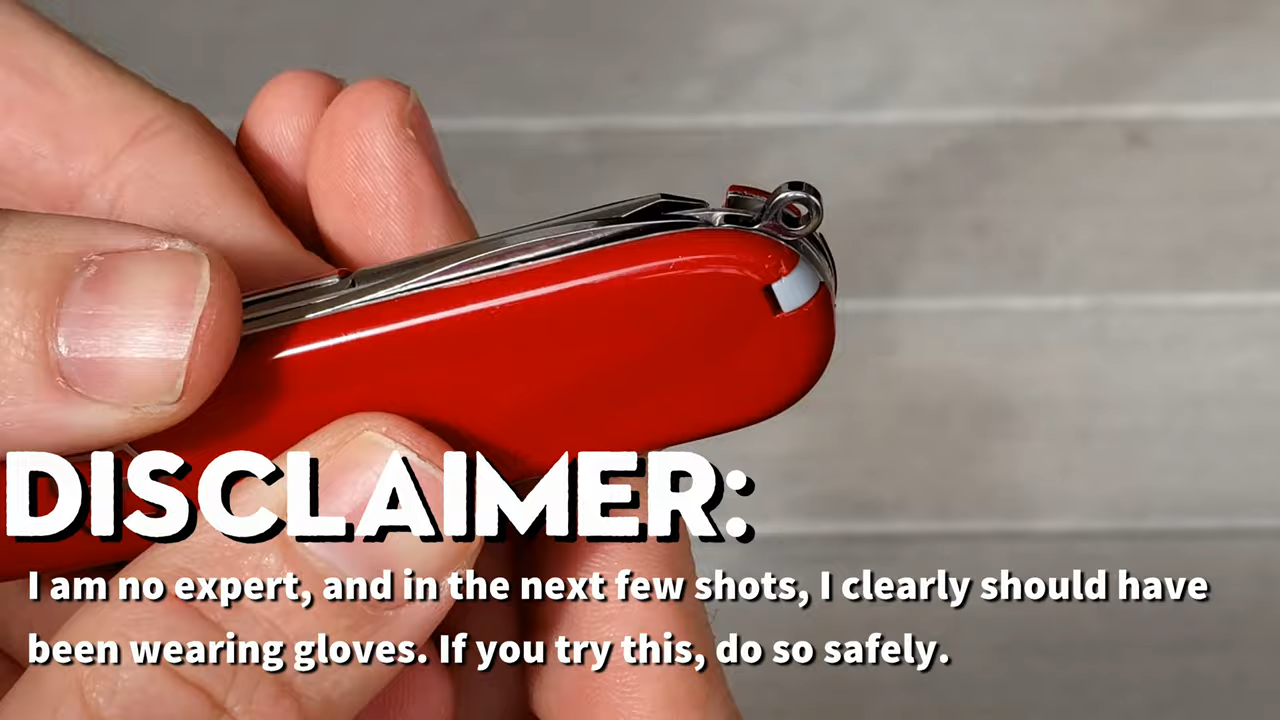 DISCLAIMER:
I am no expert, and in the next few shots, I clearly should have
been wearing gloves. If you try this, do so safely.